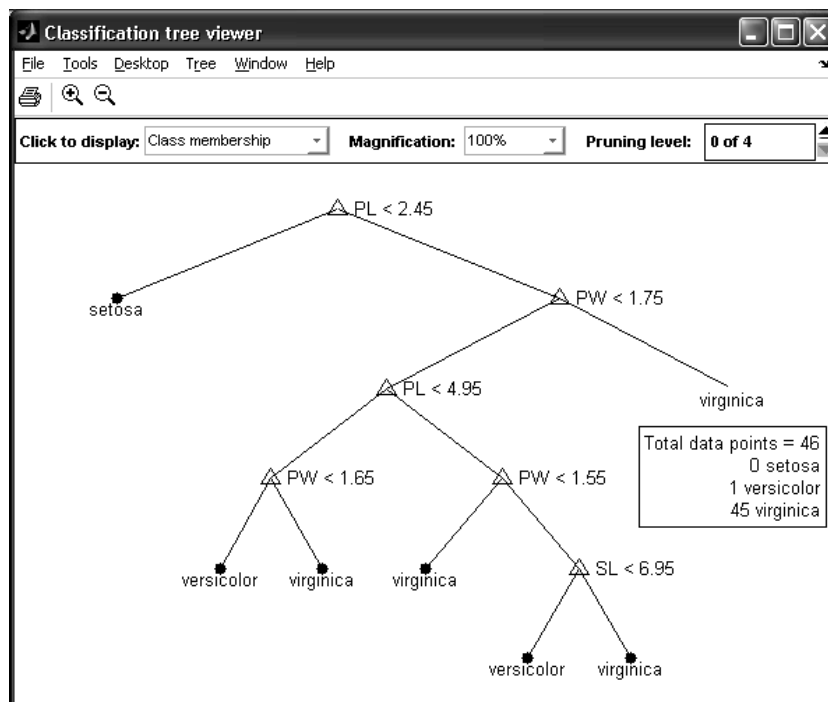 Classification tree viewer
File Tools Desktop Tree Window Help
Click to display: Class membership Magnification: 100% Pruning level: 0 of 4
PL < 2.45
setosa
PW < 1.75
PL < 4.95
virginica
Total data points = 46
0 setosa
1 versicolor
45 virginica
PW < 1.65
PW < 1.55
versicolor virginica virginica
SL < 6.95
versicolor virginica